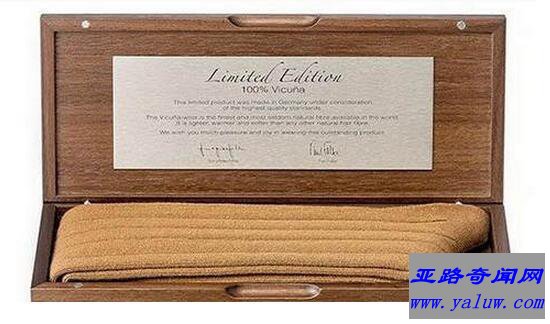 Limited Edition
100% Vicuña
This limited product was made in Germany under consideration
of the highest quality standards.
The Vicuña-wool is the finest and most seldom natural fibre available in the world.
It is lighter, warmer and softer than any other natural hair fibre.
We wish you much pleasure and joy in wearing this outstanding product.
亚路奇闻网
www.yaluw.com